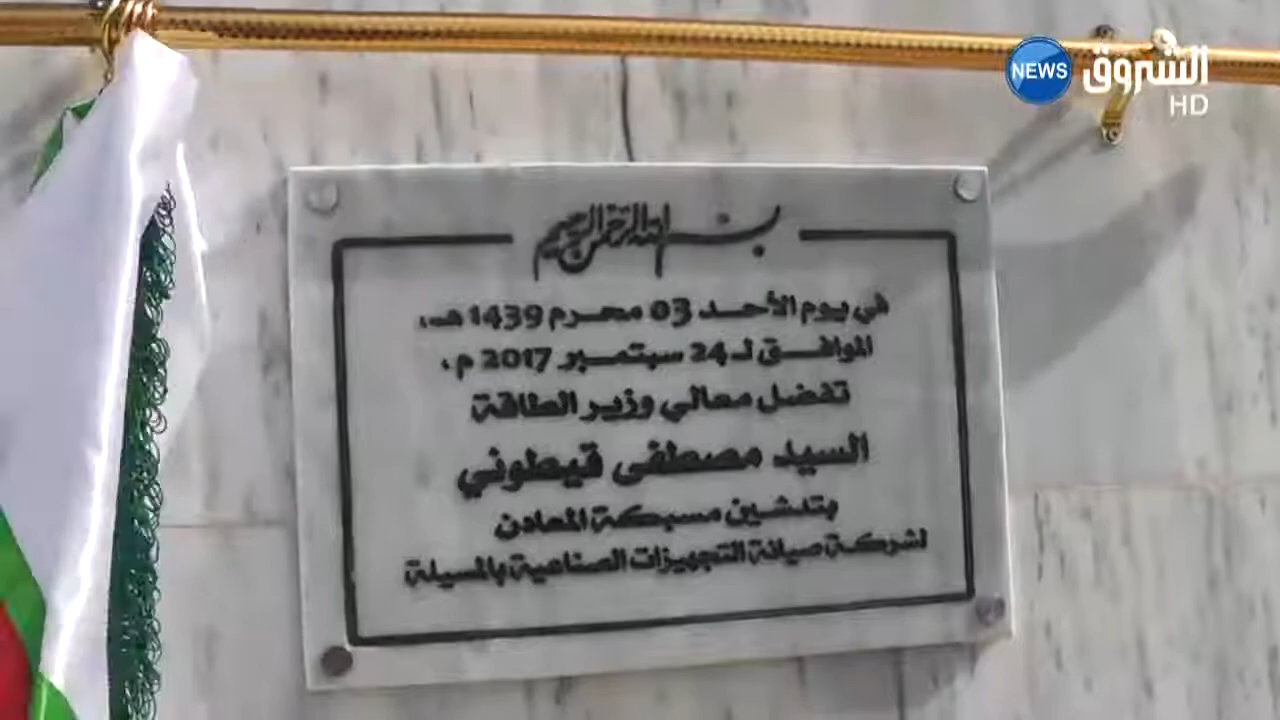 NEWS الشروق
HD
بسم الله الرحمن الرحيم
في يوم الأحد 03 محرم 1439 هـ،
الموافق لـ 24 سبتمبر 2017 م،
تفضل معالي وزير الطاقة
السيد مصطفى قيطوني
بتدشين مسبكة المعادن
لشركة صيانة التجهيزات الصناعية بالمسيلة